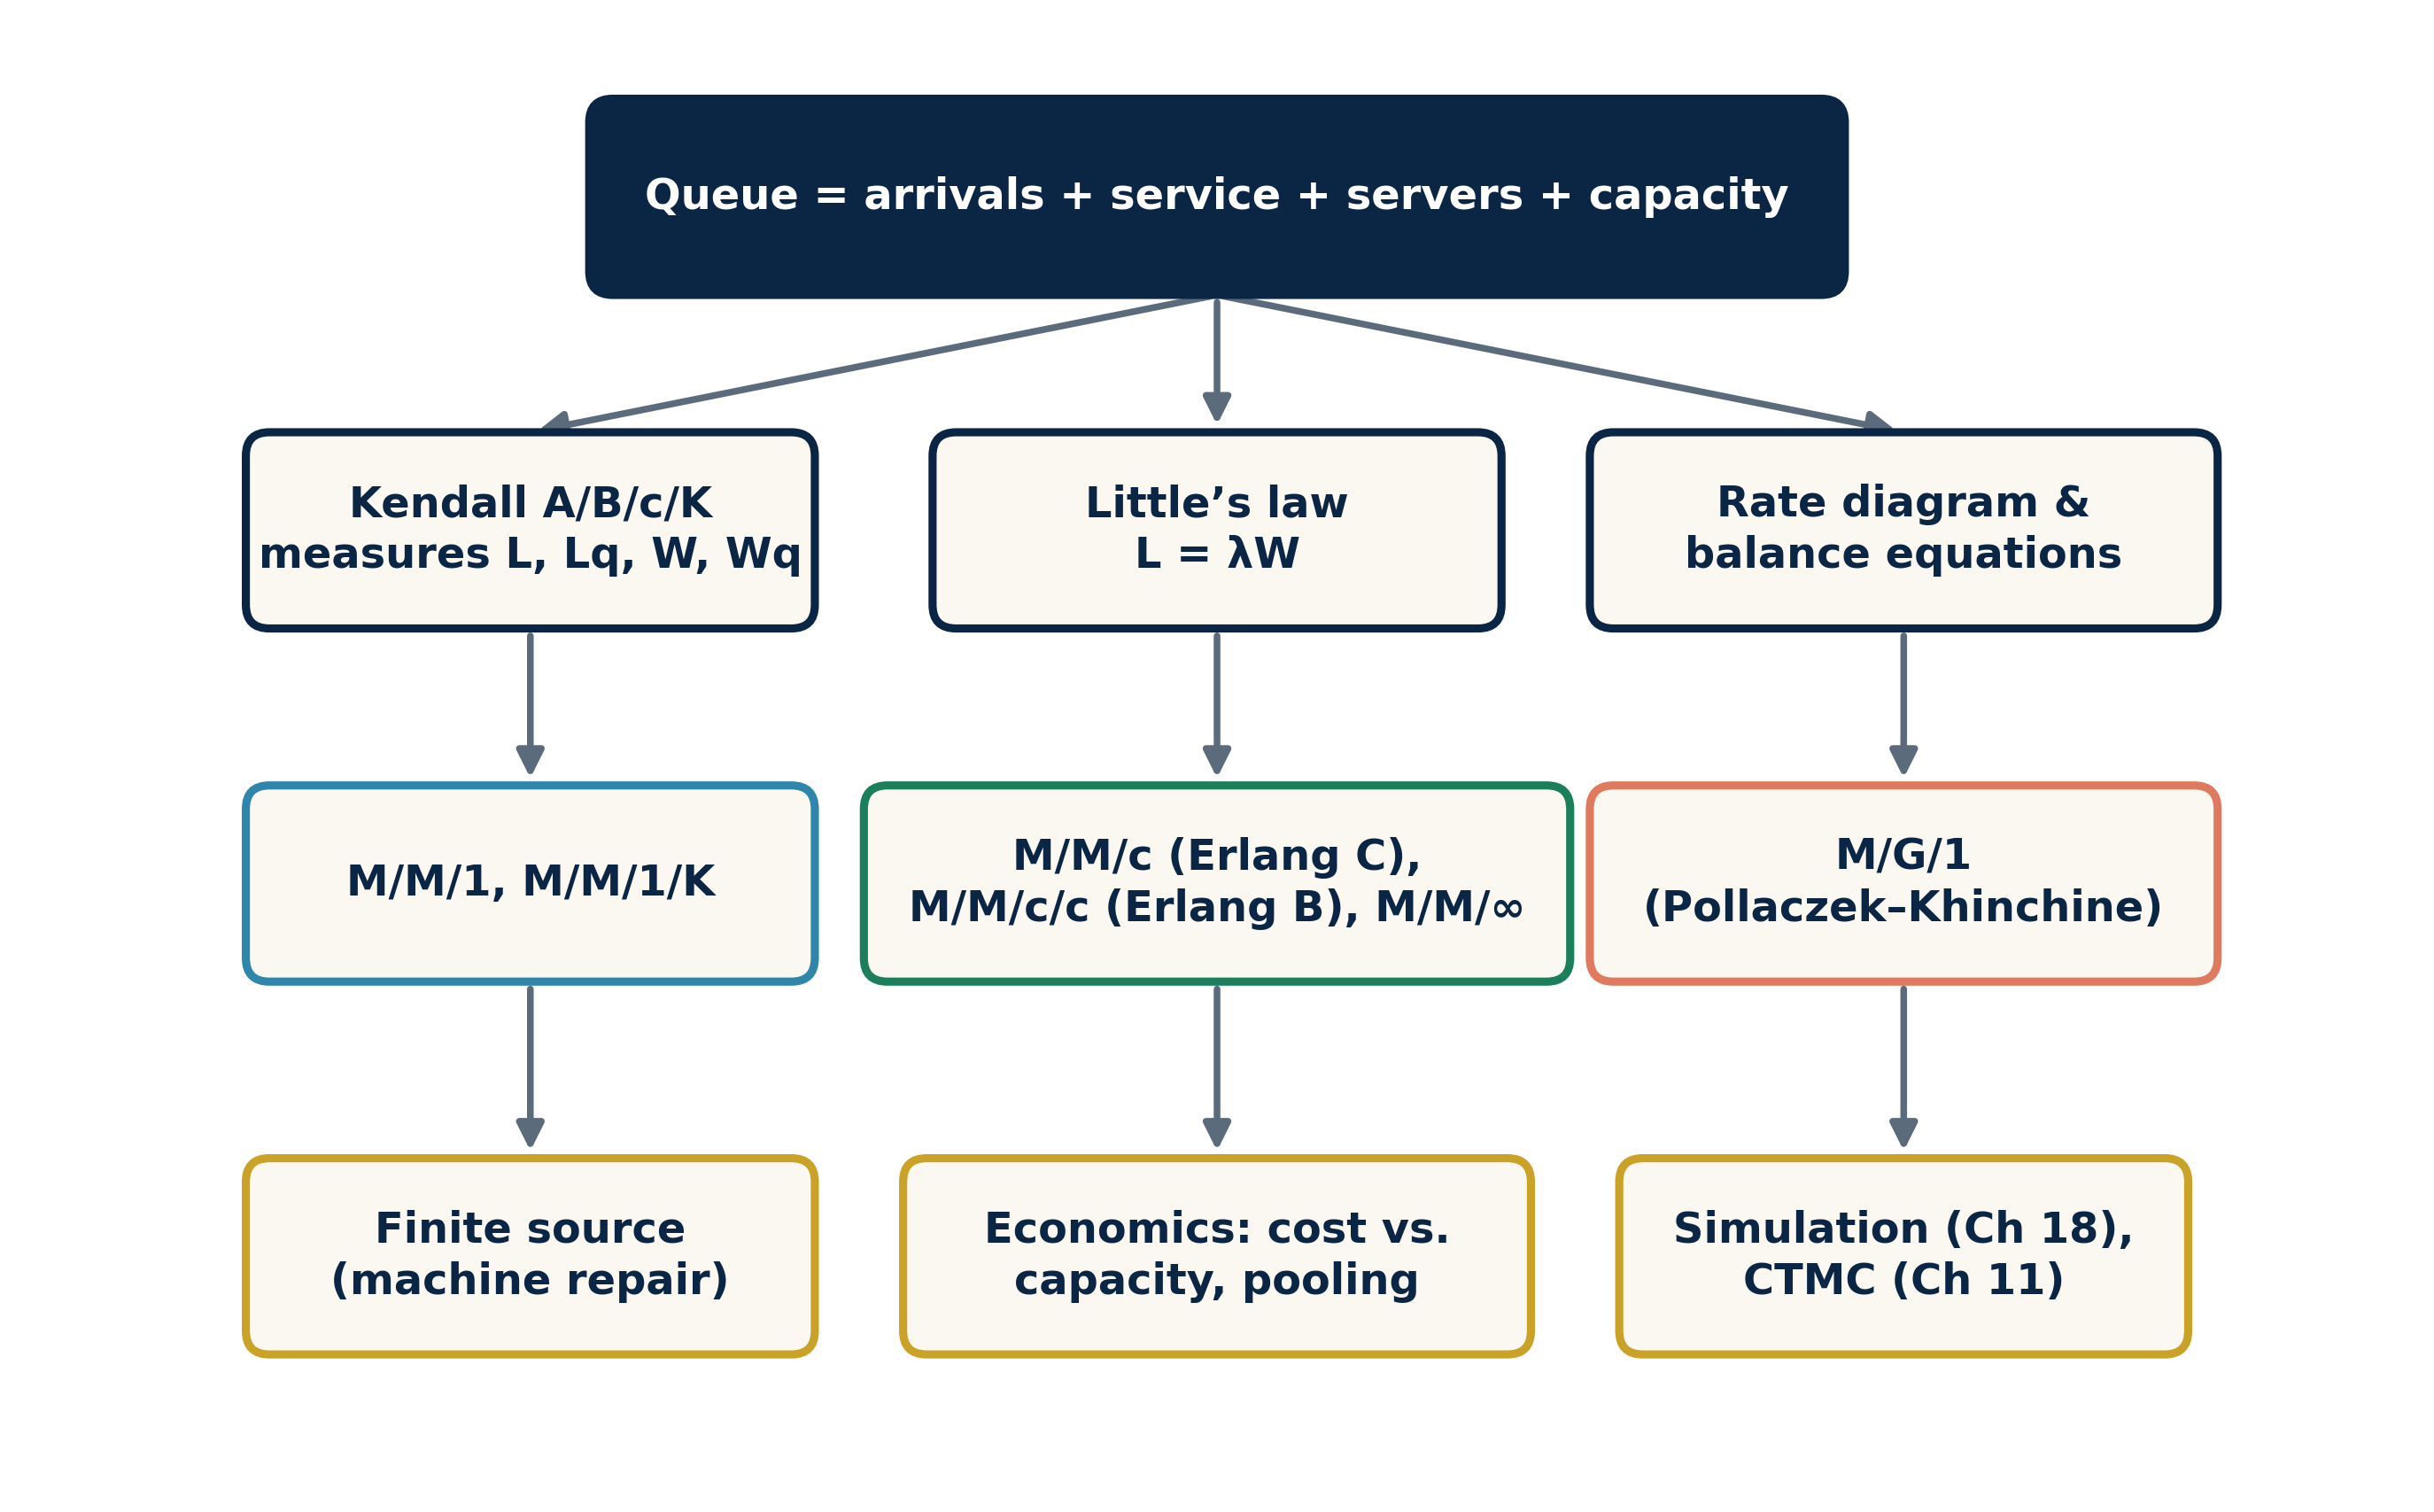 Queue = arrivals + service + servers + capacity
Kendall A/B/c/K
measures L, Lq, W, Wq
Little’s law
L = λW
Rate diagram &
balance equations
M/M/1, M/M/1/K
M/M/c (Erlang C),
M/M/c/c (Erlang B), M/M/∞
M/G/1
(Pollaczek–Khinchine)
Finite source
(machine repair)
Economics: cost vs.
capacity, pooling
Simulation (Ch 18),
CTMC (Ch 11)